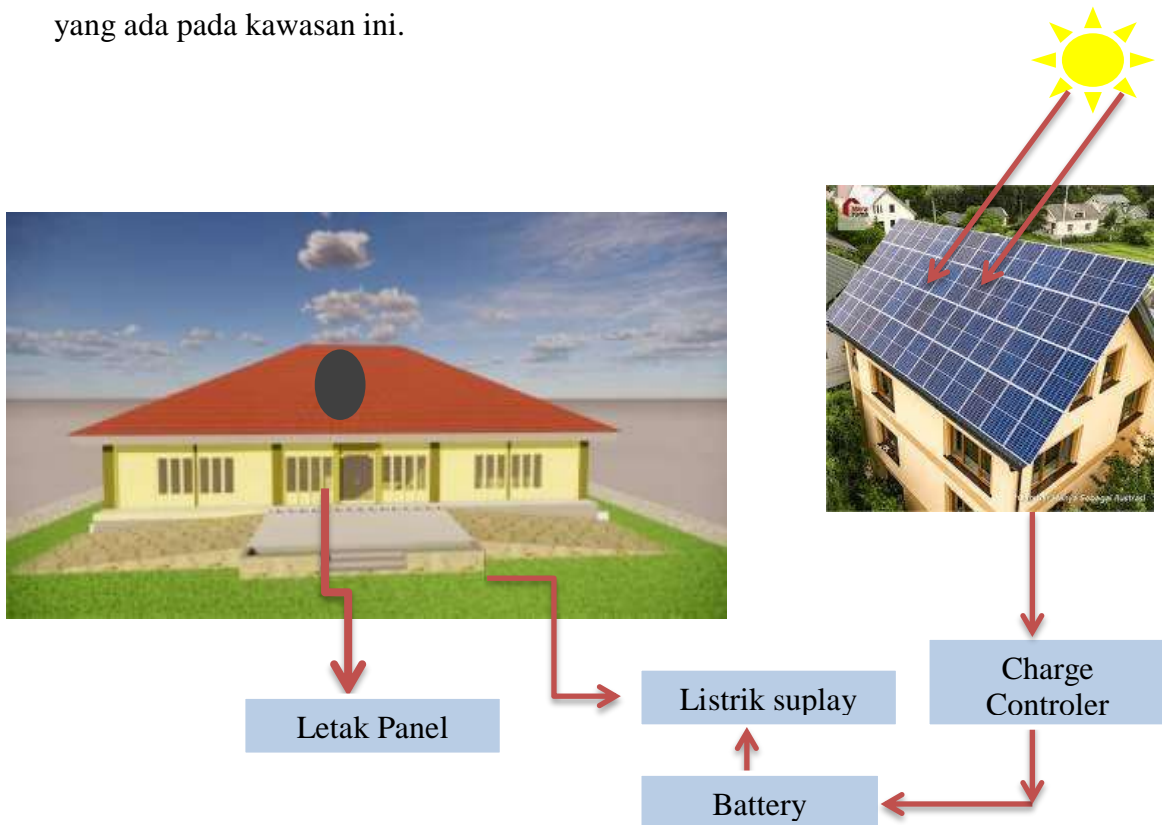 yang ada pada kawasan ini.
Letak Panel
Listrik suplay
Charge
Controler
Battery